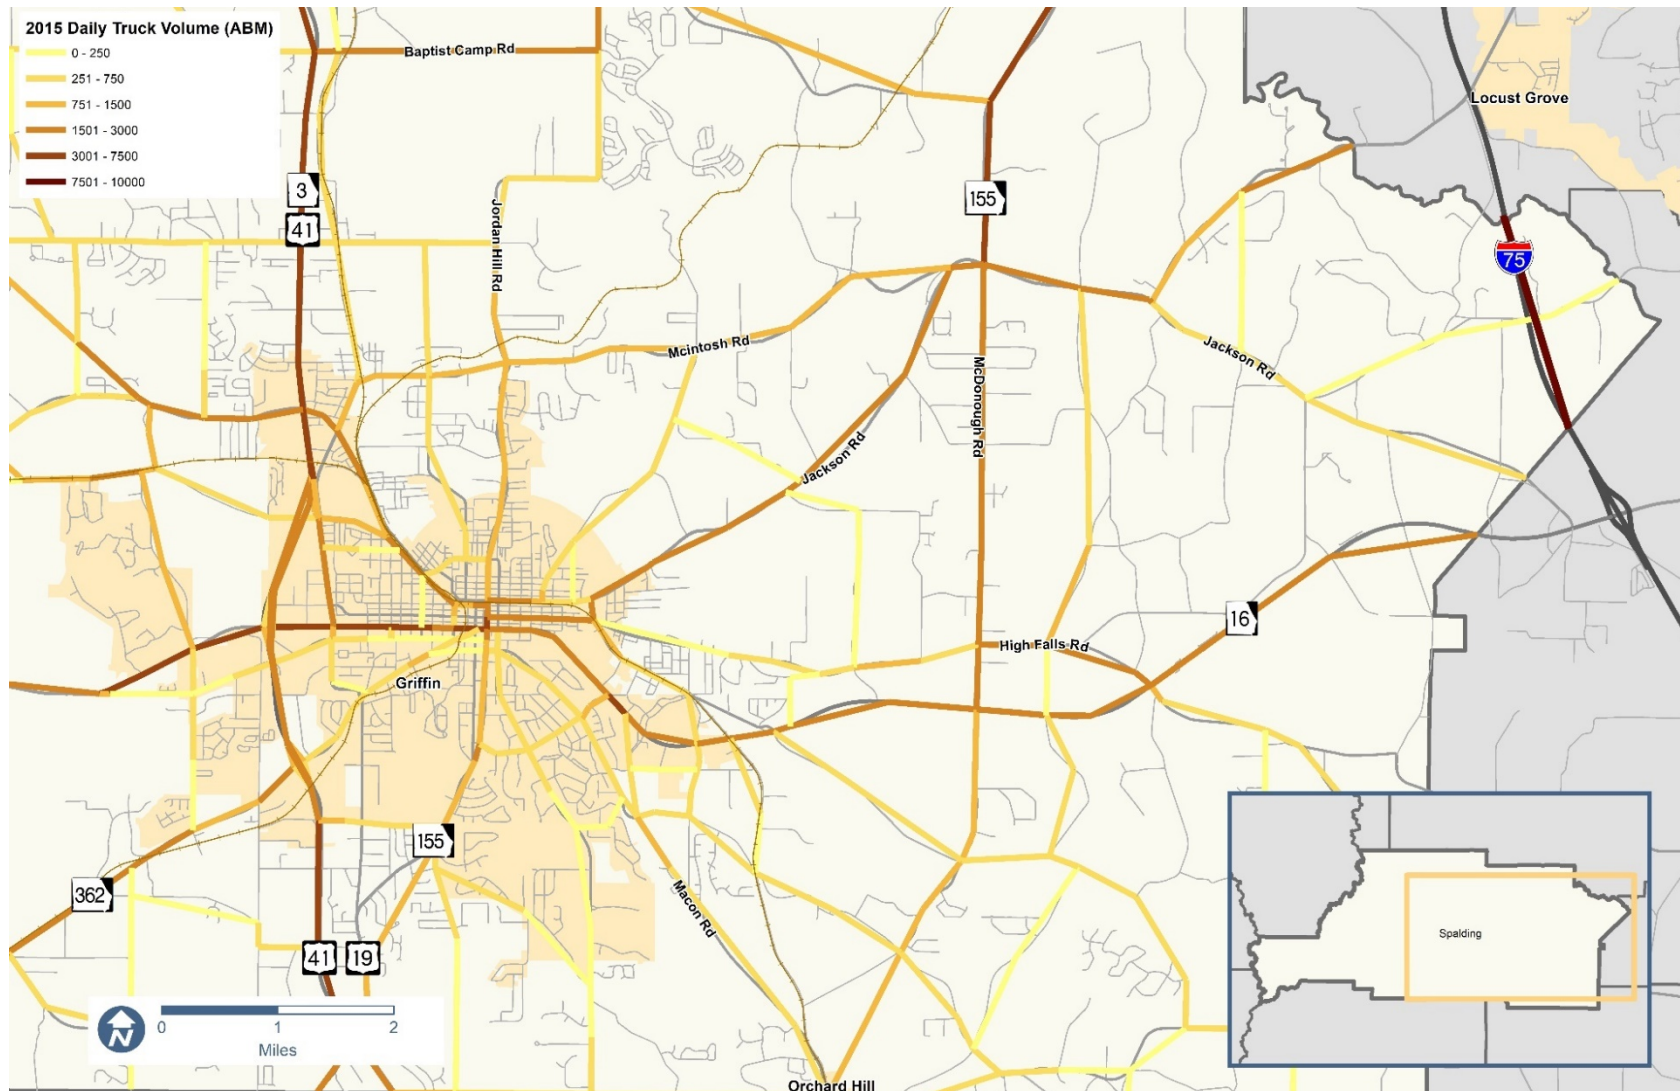 2015 Daily Truck Volume (ABM)
0 - 250
251 - 750
751 - 1500
1501 - 3000
3001 - 7500
7501 - 10000
Baptist Camp Rd
Locust Grove
3
41
Jordan Hill Rd
155
75
Mcintosh Rd
Jackson Rd
McDonough Rd
Jackson Rd
16
High Falls Rd
Griffin
155
362
Macon Rd
41
19
Spalding
N
0
1
2
Miles
Orchard Hill